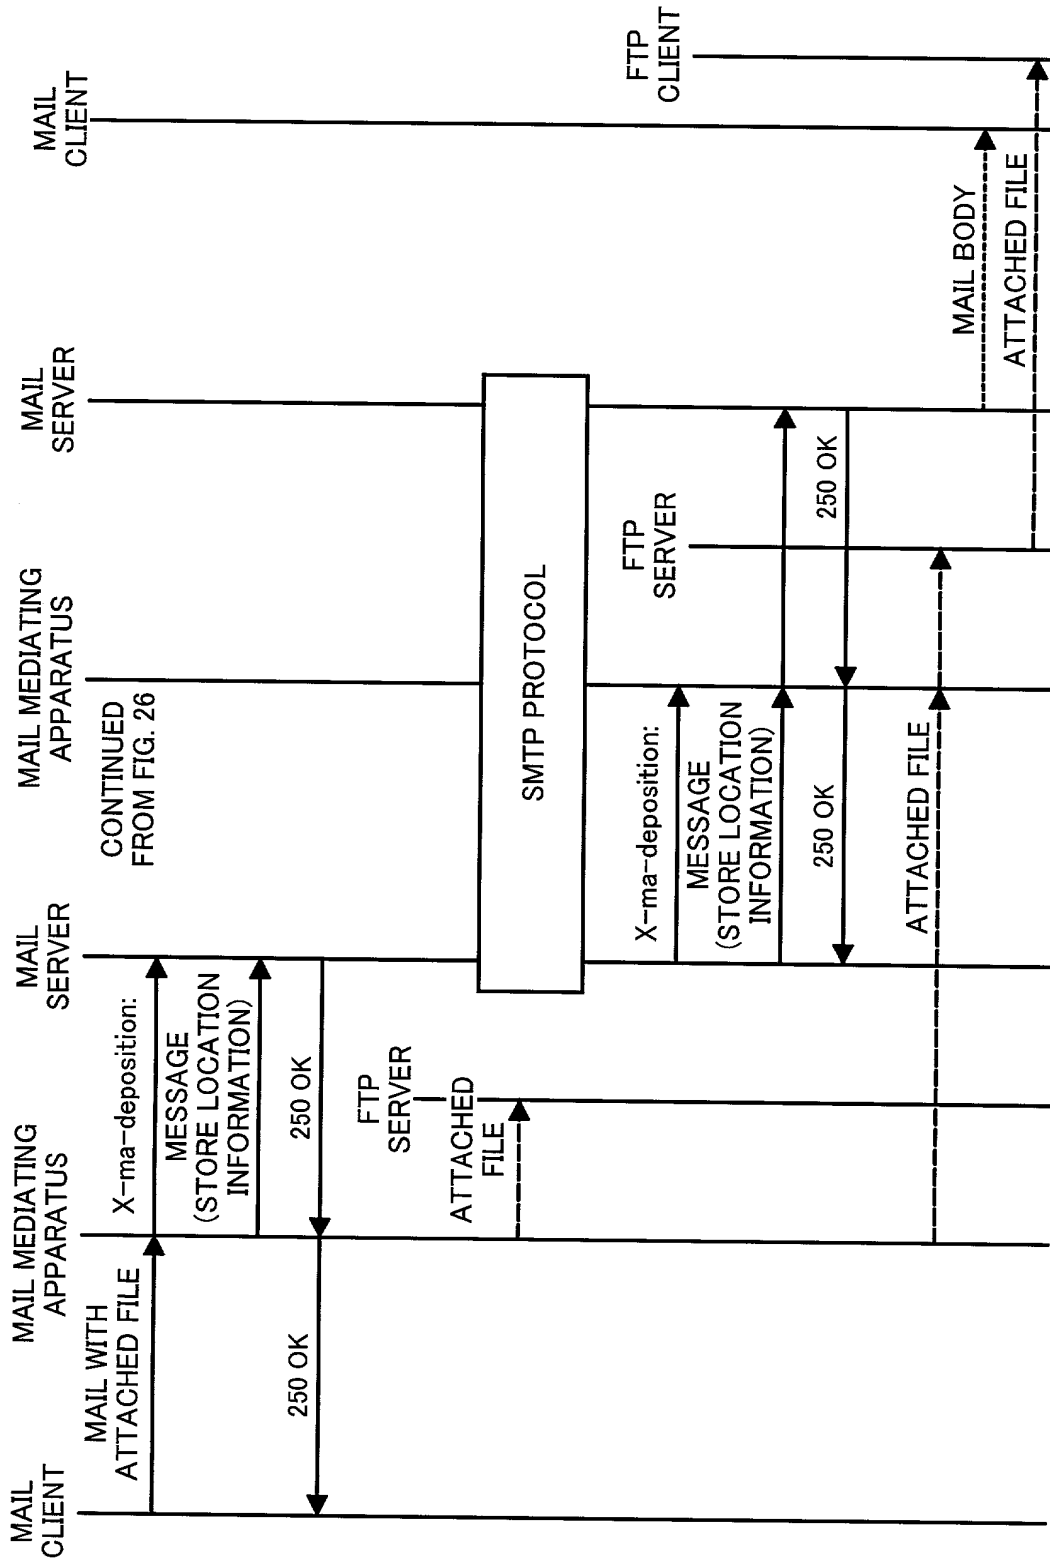 MAIL
CLIENT
MAIL MEDIATING
APPARATUS
MAIL
SERVER
MAIL MEDIATING
APPARATUS
MAIL
SERVER
MAIL
CLIENT
MAIL WITH
ATTACHED FILE
X-ma-deposition:
CONTINUED
FROM FIG. 26
MESSAGE
(STORE LOCATION
INFORMATION)
250 OK
250 OK
FTP
SERVER
ATTACHED
FILE
SMTP PROTOCOL
FTP
SERVER
FTP
CLIENT
X-ma-deposition:
MESSAGE
(STORE LOCATION
INFORMATION)
250 OK
250 OK
ATTACHED FILE
MAIL BODY
ATTACHED FILE